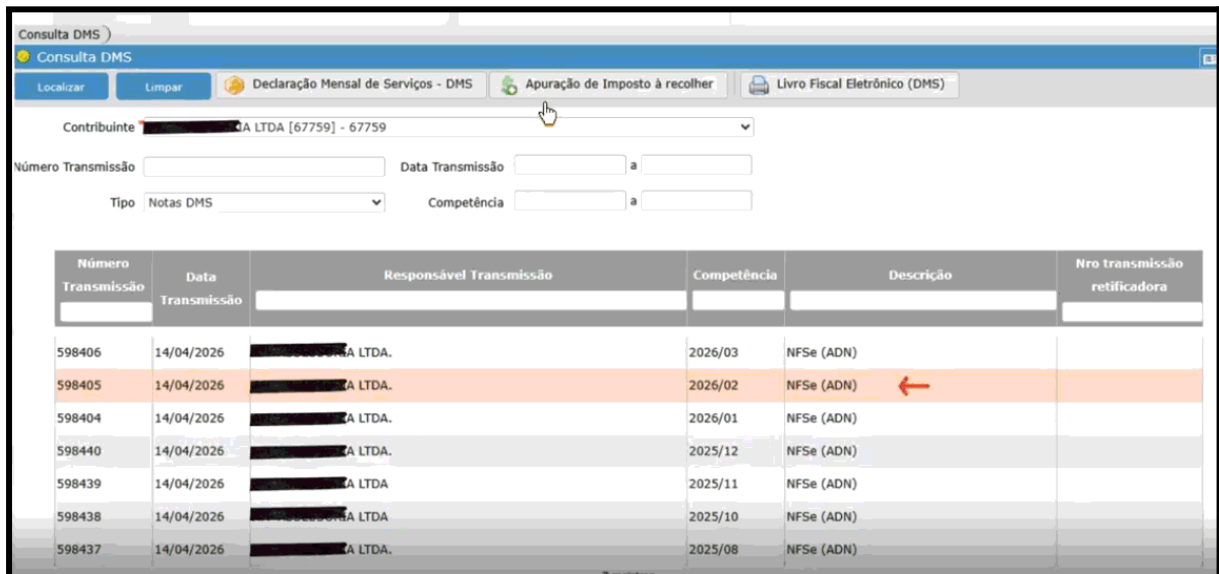 Consulta DMS
Consulta DMS
Localizar Limpar Declaração Mensal de Serviços - DMS Apuração de Imposto à recolher Livro Fiscal Eletrônico (DMS)
Contribuinte IA LTDA [67759] - 67759
Número Transmissão Data Transmissão a
Tipo Notas DMS Competência a
Número Transmissão Data Transmissão Responsável Transmissão Competência Descrição Nro transmissão retificadora
598406 14/04/2026 A LTDA. 2026/03 NFSe (ADN)
598405 14/04/2026 A LTDA. 2026/02 NFSe (ADN)
598404 14/04/2026 A LTDA. 2026/01 NFSe (ADN)
598440 14/04/2026 A LTDA. 2025/12 NFSe (ADN)
598439 14/04/2026 A LTDA 2025/11 NFSe (ADN)
598438 14/04/2026 A LTDA 2025/10 NFSe (ADN)
598437 14/04/2026 A LTDA. 2025/08 NFSe (ADN)